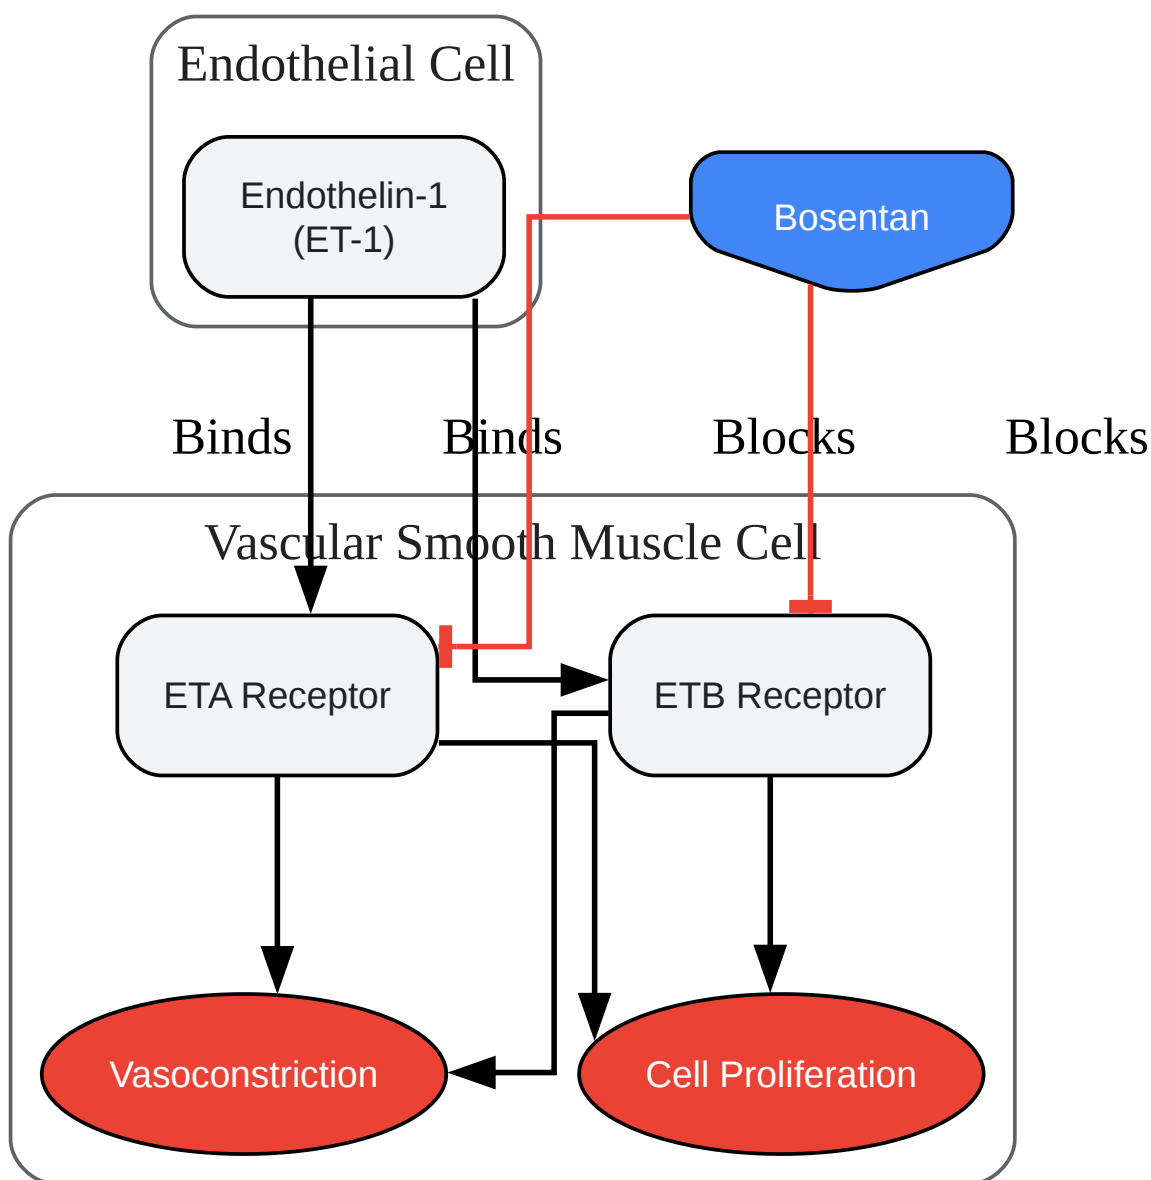 Endothelial Cell
Endothelin-1
(ET-1)
Bosentan
Binds
Binds
Blocks
Blocks
Vascular Smooth Muscle Cell
ETA Receptor
ETB Receptor
Vasoconstriction
Cell Proliferation